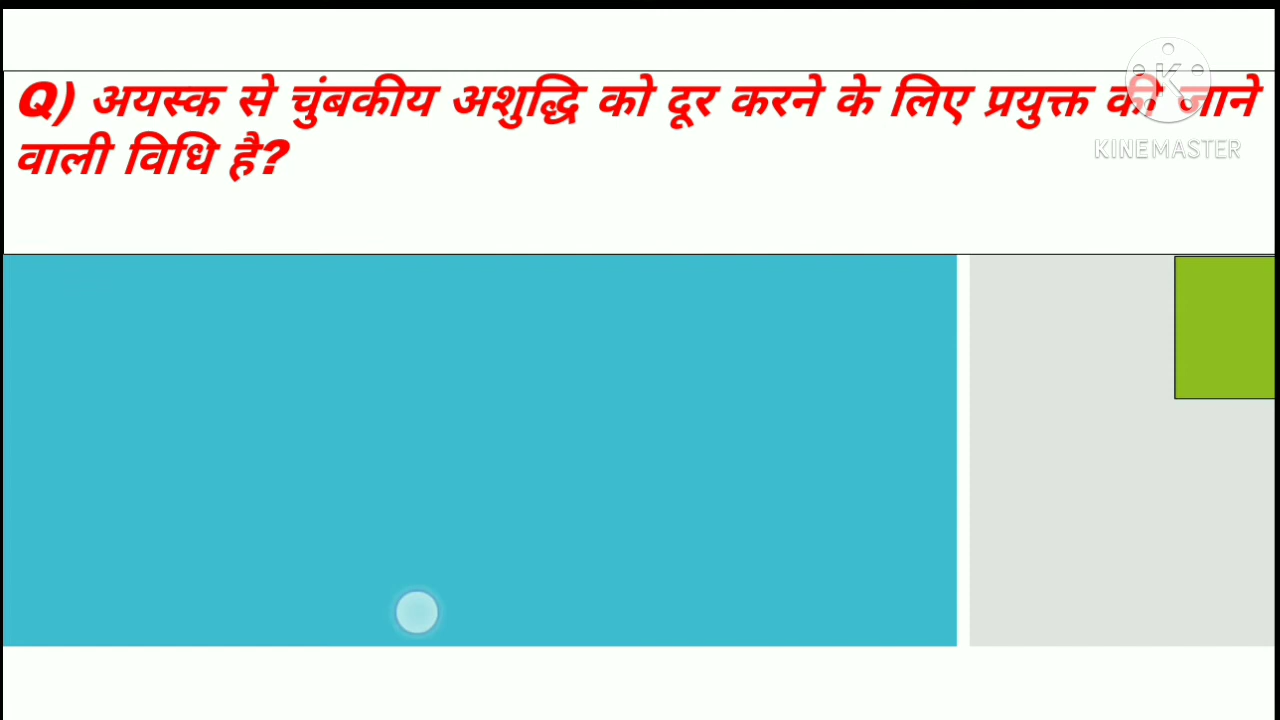 Q) अयस्क से चुंबकीय अशुद्धि को दूर करने के लिए प्रयुक्त की जाने
वाली विधि है?
KINEMASTER